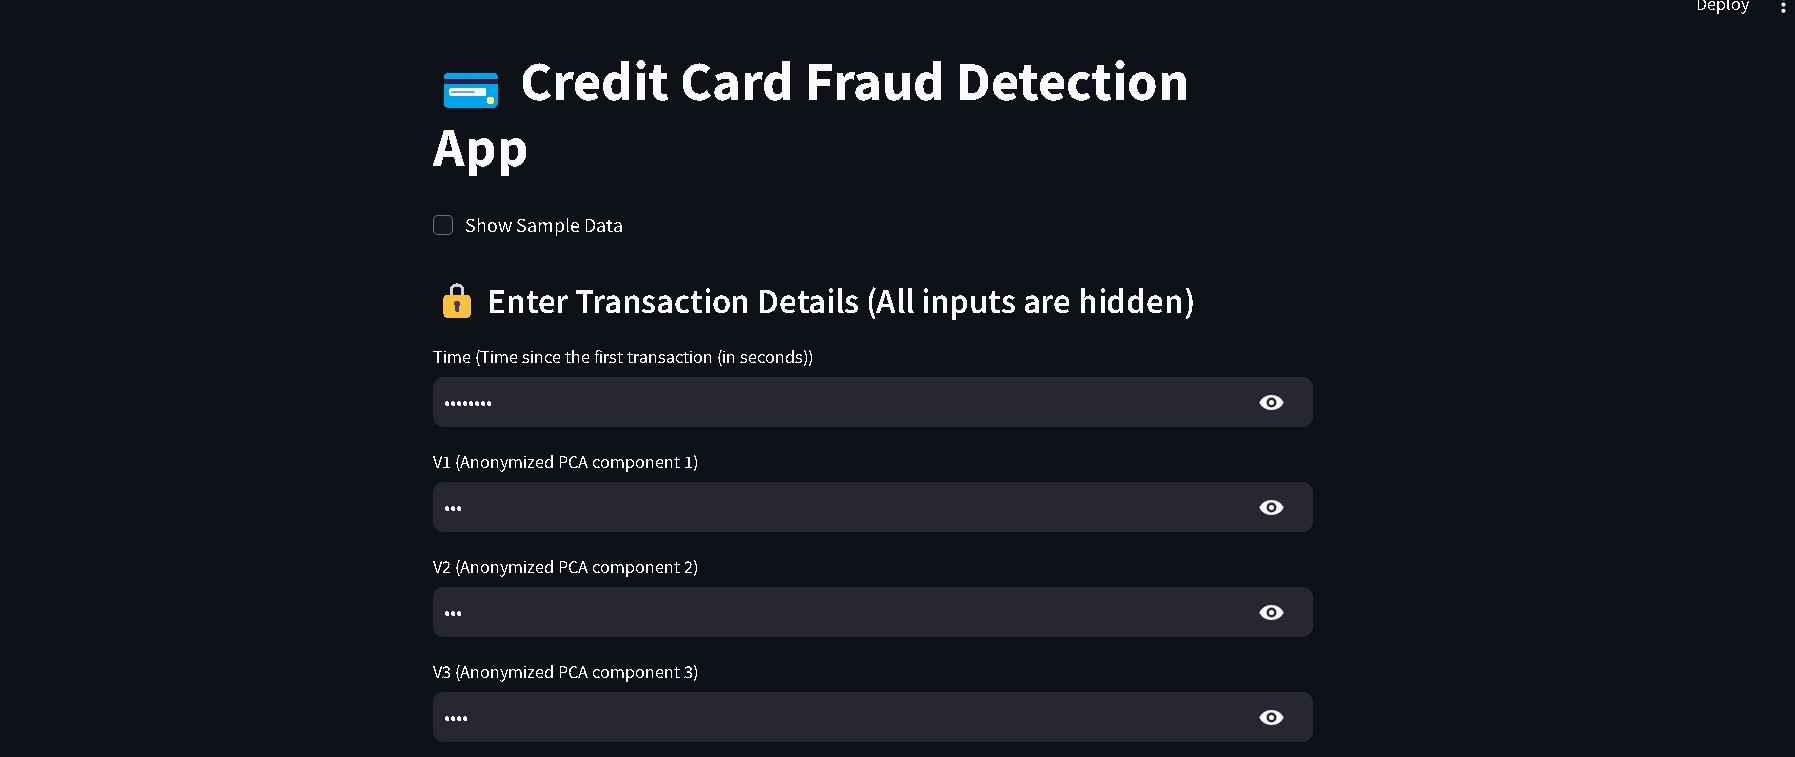 Deploy
Credit Card Fraud Detection
App
Show Sample Data
Enter Transaction Details (All inputs are hidden)
Time (Time since the first transaction (in seconds))
••••••••
V1 (Anonymized PCA component 1)
•••
V2 (Anonymized PCA component 2)
•••
V3 (Anonymized PCA component 3)
••••